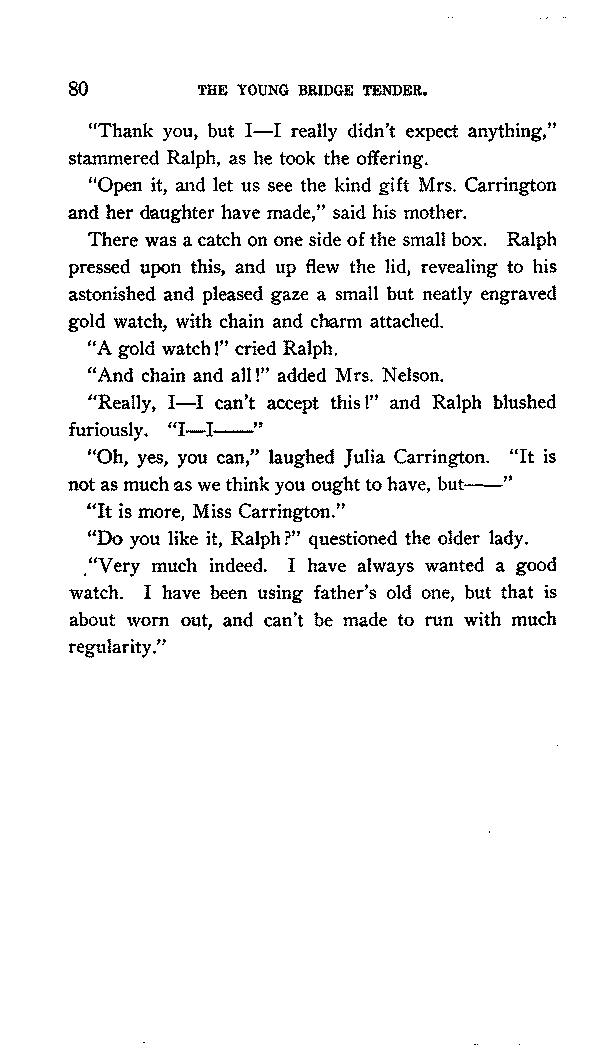 80 THE YOUNG BRIDGE TENDER.
“Thank you, but I—I really didn’t expect anything,”
stammered Ralph, as he took the offering.
“Open it, and let us see the kind gift Mrs. Carrington
and her daughter have made,” said his mother.
There was a catch on one side of the small box. Ralph
pressed upon this, and up flew the lid, revealing to his
astonished and pleased gaze a small but neatly engraved
gold watch, with chain and charm attached.
“A gold watch!” cried Ralph.
“And chain and all!” added Mrs. Nelson.
“Really, I—I can’t accept this!” and Ralph blushed
furiously. “I—I——”
“Oh, yes, you can,” laughed Julia Carrington. “It is
not as much as we think you ought to have, but——”
“It is more, Miss Carrington.”
“Do you like it, Ralph?” questioned the older lady.
“Very much indeed. I have always wanted a good
watch. I have been using father’s old one, but that is
about worn out, and can’t be made to run with much
regularity.”